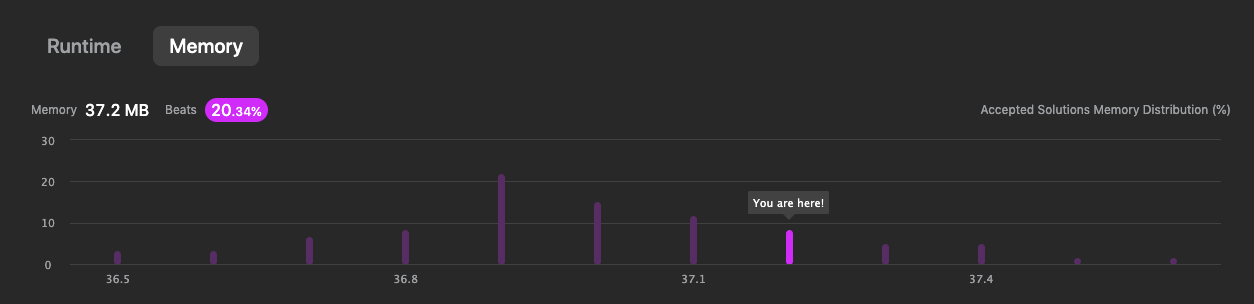 Runtime Memory
Memory 37.2 MB Beats 20.34% Accepted Solutions Memory Distribution (%)
30
20
You are here!
10
0
36.5 36.8 37.1 37.4